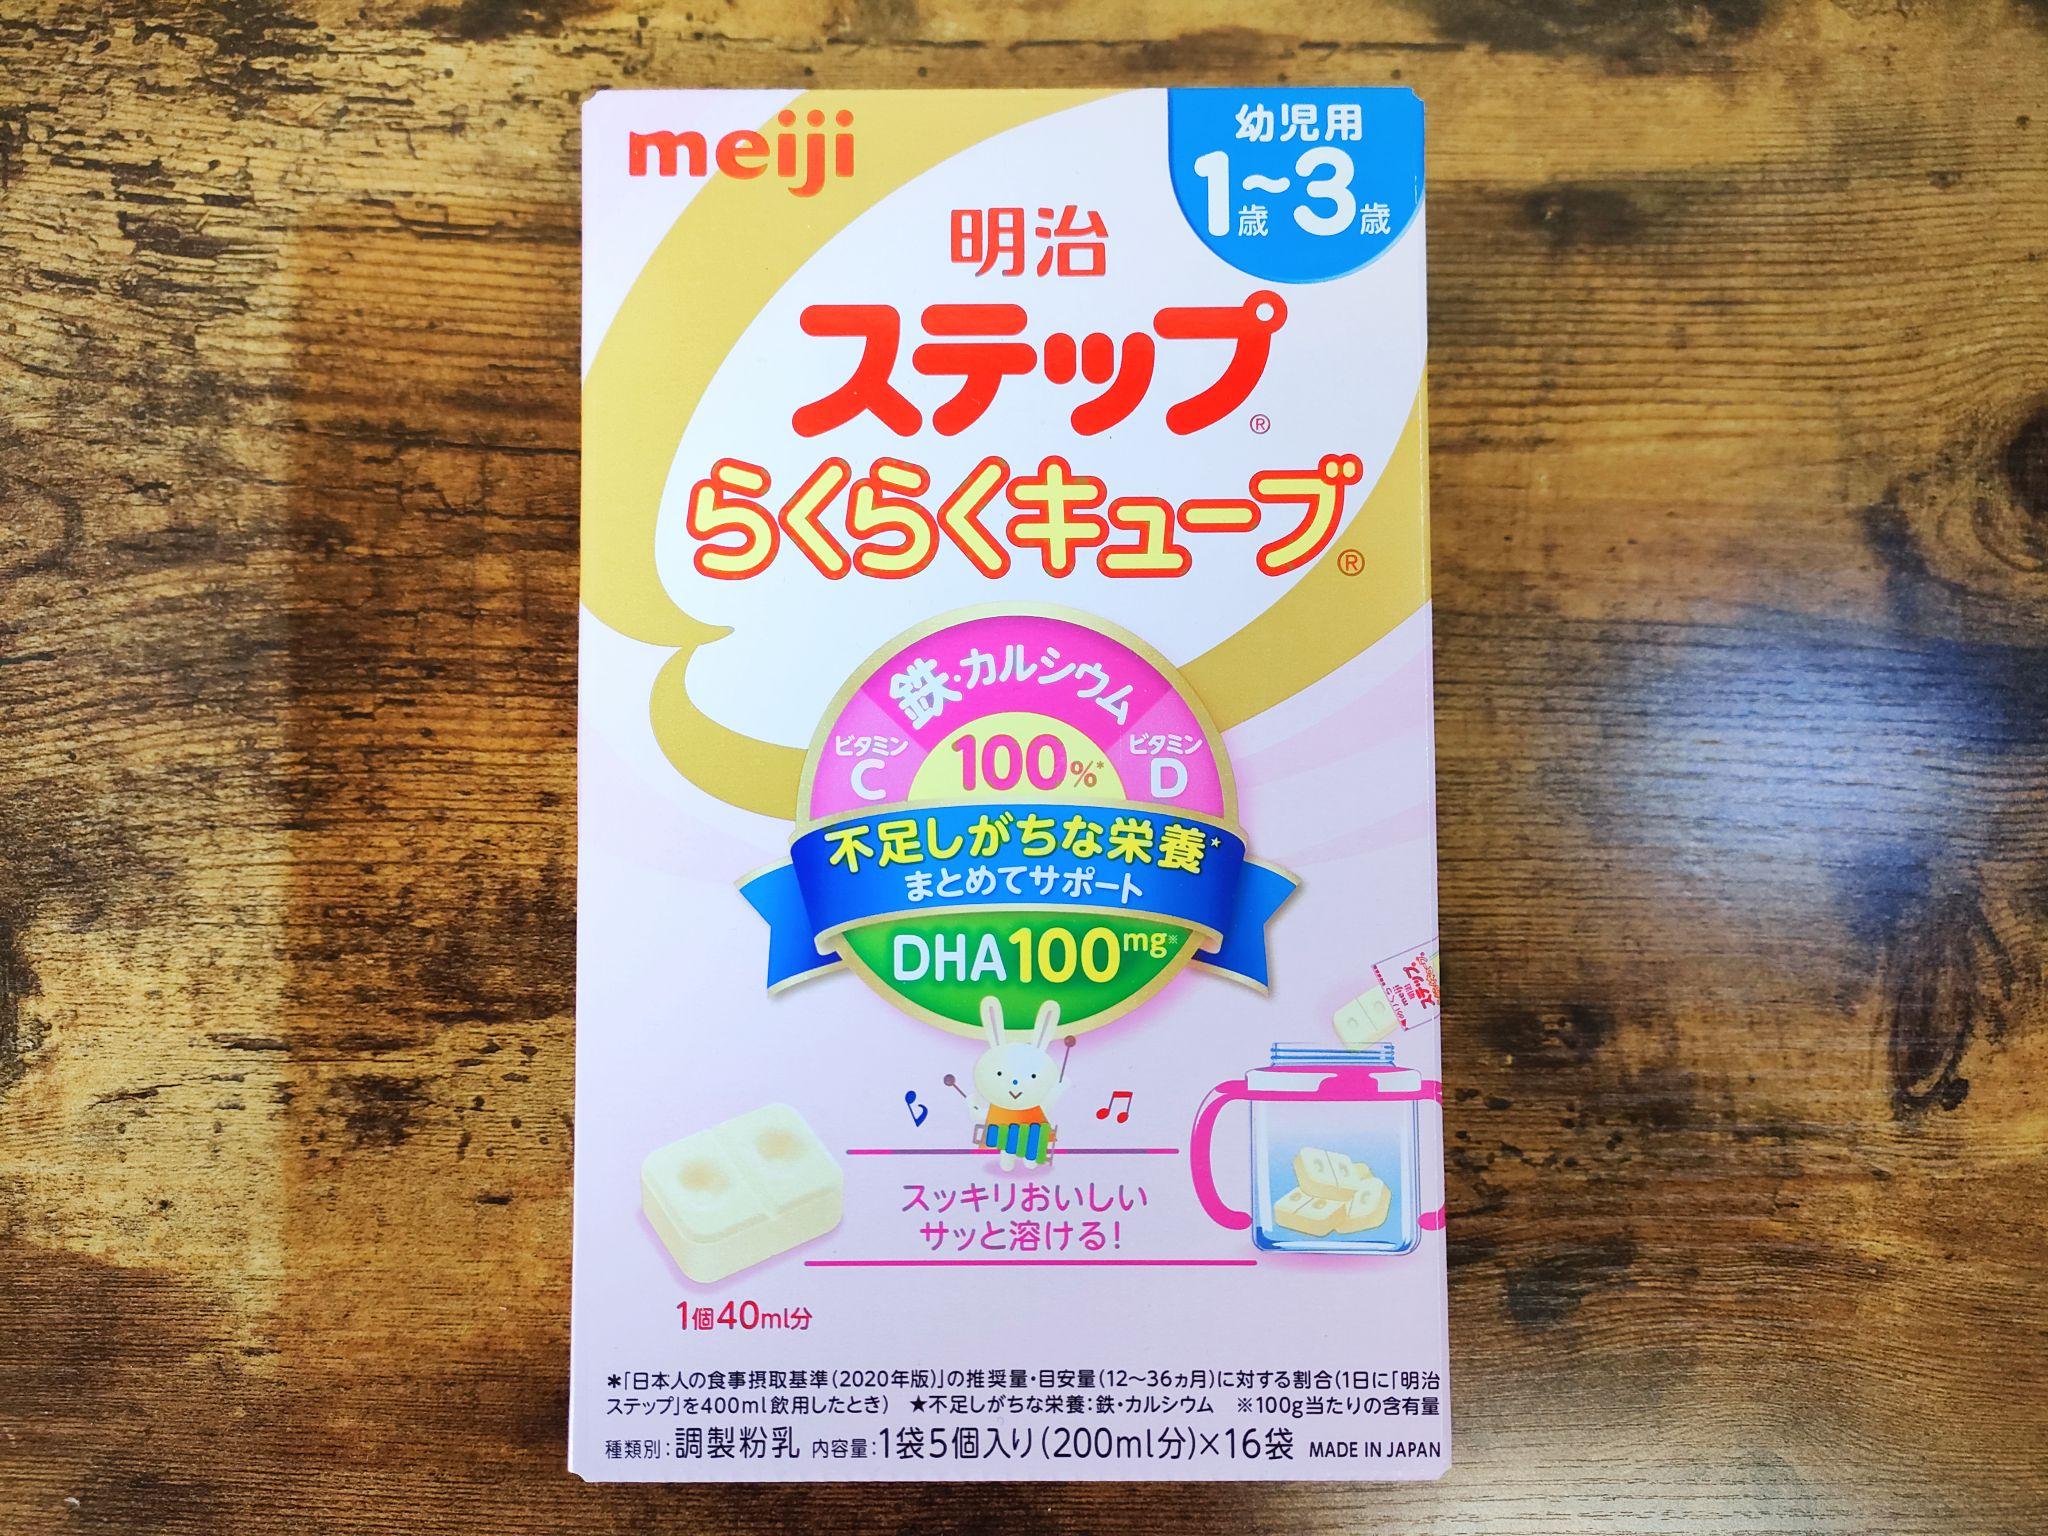 meiji
幼児用
1歳~3歳
明治
ステップ®
らくらくキューブ®
鉄・カルシウム
ビタミンC
100%*
ビタミンD
不足しがちな栄養★
まとめてサポート
DHA100mg※
明治
ステップ
meiji
スッキリおいしい
サッと溶ける!
1個40ml分
*「日本人の食事摂取基準(2020年版)」の推奨量・目安量(12~36ヵ月)に対する割合(1日に「明治
ステップ」を400ml飲用したとき) ★不足しがちな栄養:鉄・カルシウム ※100g当たりの含有量
種類別:調製粉乳 内容量:1袋5個入り(200ml分)×16袋 MADE IN JAPAN